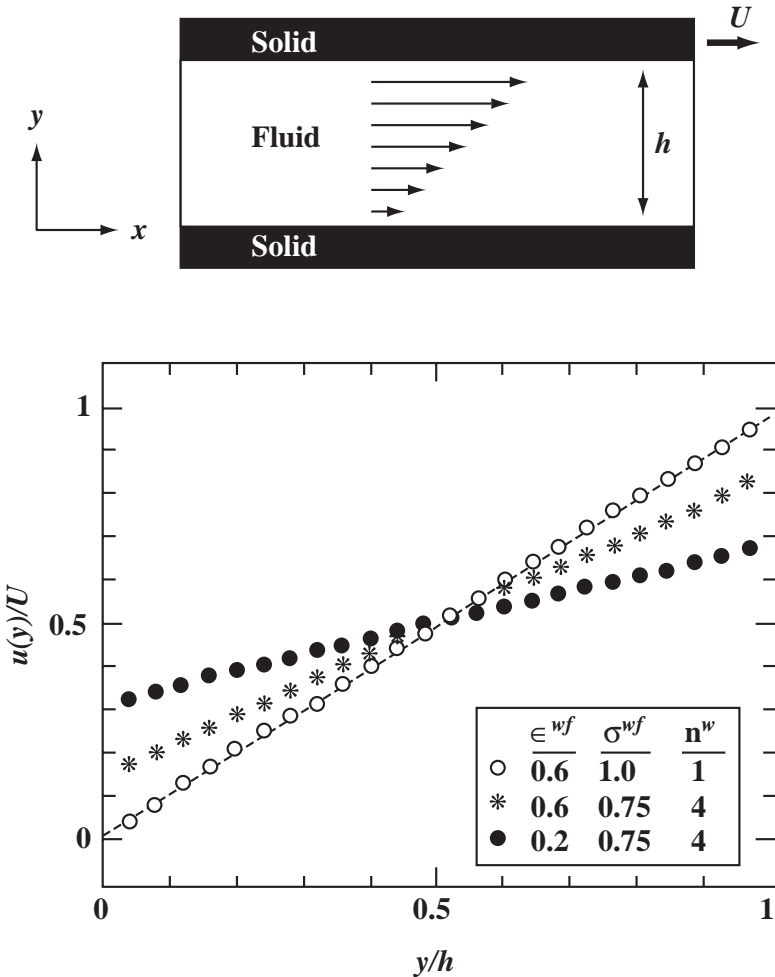 Solid
U
y
Fluid
h
x
Solid
1
u(y)/U
0.5
0
∈ wf σ wf n w
0.6 1.0 1
0.6 0.75 4
0.2 0.75 4
0 0.5 1
y/h